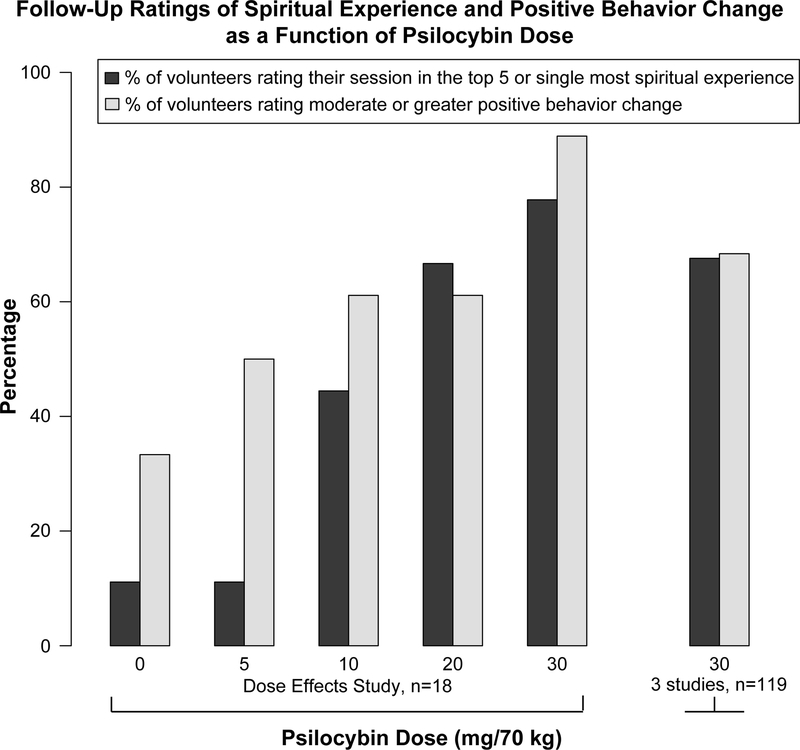 Follow-Up Ratings of Spiritual Experience and Positive Behavior Change
as a Function of Psilocybin Dose
% of volunteers rating their session in the top 5 or single most spiritual experience
% of volunteers rating moderate or greater positive behavior change
Percentage
100
80
60
40
20
0
0 5 10 20 30 30
Dose Effects Study, n=18 3 studies, n=119
Psilocybin Dose (mg/70 kg)